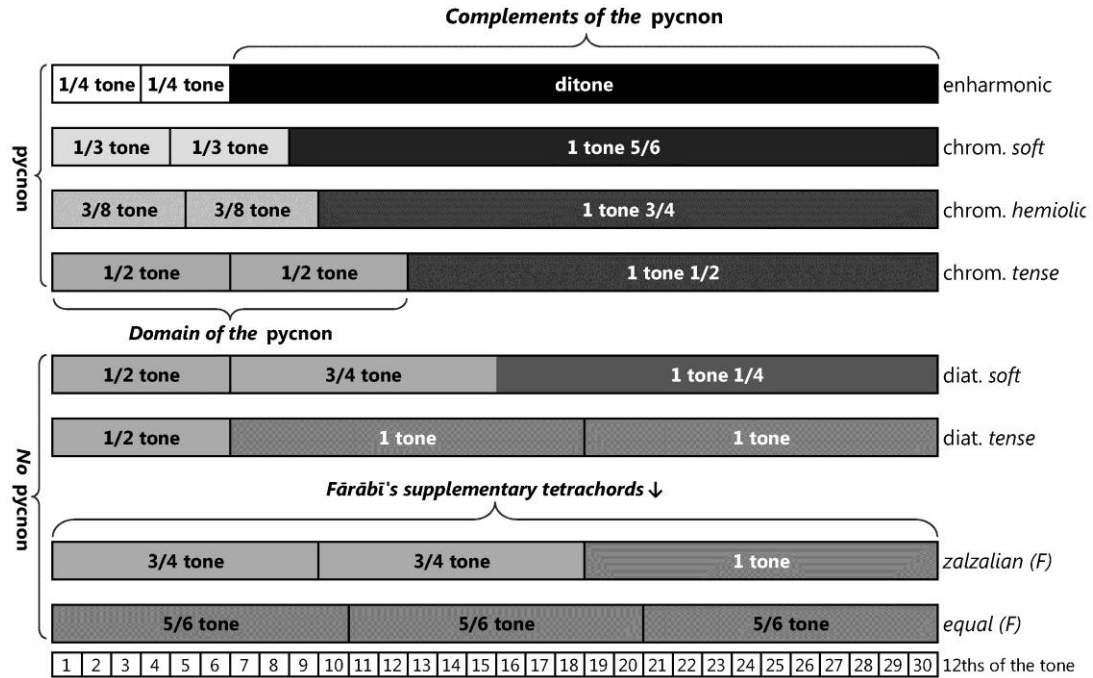 Complements of the pycnon
1/4 tone 1/4 tone ditone enharmonic
1/3 tone 1/3 tone 1 tone 5/6 chrom. soft
3/8 tone 3/8 tone 1 tone 3/4 chrom. hemiolic
1/2 tone 1/2 tone 1 tone 1/2 chrom. tense
pycnon
Domain of the pycnon
1/2 tone 3/4 tone 1 tone 1/4 diat. soft
1/2 tone 1 tone 1 tone diat. tense
No pycnon
Fārābī's supplementary tetrachords ↓
3/4 tone 3/4 tone 1 tone zalzalian (F)
5/6 tone 5/6 tone 5/6 tone equal (F)
1 2 3 4 5 6 7 8 9 10 11 12 13 14 15 16 17 18 19 20 21 22 23 24 25 26 27 28 29 30 12ths of the tone